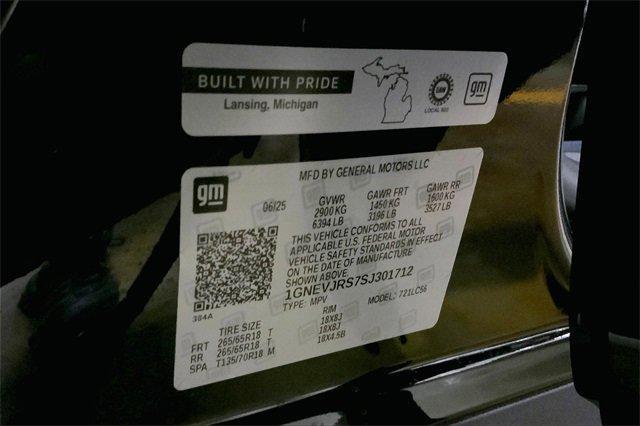 BUILT WITH PRIDE
Lansing, Michigan
UAW
LOCAL 602
gm
gm
MFD BY GENERAL MOTORS LLC
06/25 GVWR GAWR FRT GAWR RR
2900 KG 1450 KG 1600 KG
6394 LB 3196 LB 3527 LB
THIS VEHICLE CONFORMS TO ALL
APPLICABLE U.S. FEDERAL MOTOR
VEHICLE SAFETY STANDARDS IN EFFECT
ON THE DATE OF MANUFACTURE
SHOWN ABOVE.
1GNEVJRS7SJ301712
TYPE: MPV MODEL: 721LC56
384A
TIRE SIZE RIM
FRT 265/65R18 T 18X8J
RR 265/65R18 T 18X8J
SPA T135/70R18 M 18X4.5B